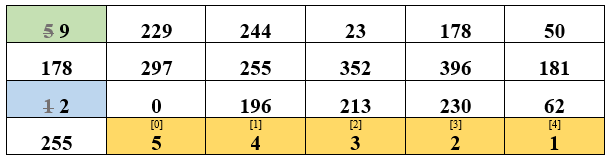 5 9 229 244 23 178 50
178 297 255 352 396 181
1 2 0 196 213 230 62
[0] [1] [2] [3] [4]
255 5 4 3 2 1